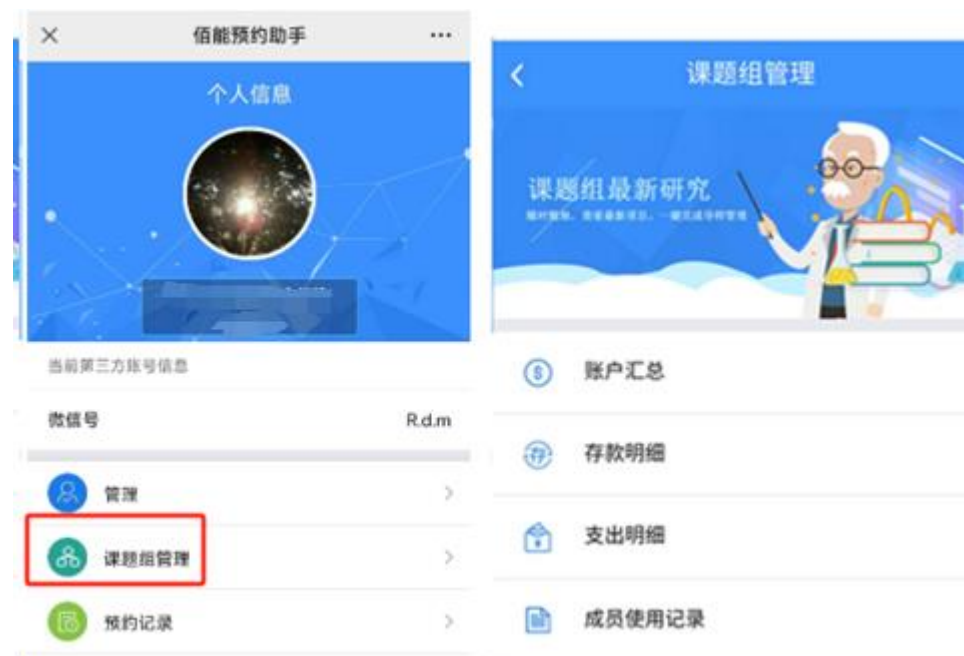 佰能预约助手
个人信息
当前第三方账号信息
微信号
R.d.m
管理
课题组管理
预约记录
课题组管理
课题组最新研究
账户汇总
存款明细
支出明细
成员使用记录